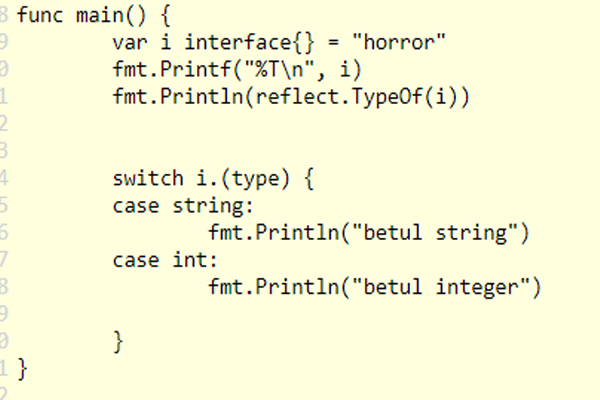 8 func main() {
9 var i interface{} = "horror"
0 fmt.Printf("%T\n", i)
1 fmt.Println(reflect.TypeOf(i))
2
3
4 switch i.(type) {
5 case string:
6 fmt.Println("betul string")
7 case int:
8 fmt.Println("betul integer")
9
0 }
1 }
2